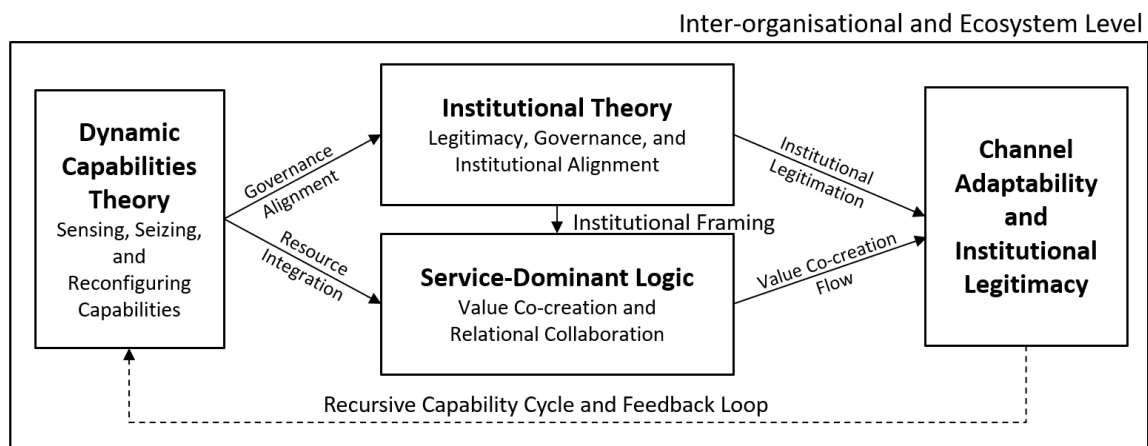 Inter-organisational and Ecosystem Level
Dynamic
Capabilities
Theory
Sensing, Seizing,
and
Reconfiguring
Capabilities
Governance
Alignment
Resource
Integration
Institutional Theory
Legitimacy, Governance, and
Institutional Alignment
Institutional Framing
Service-Dominant Logic
Value Co-creation and
Relational Collaboration
Institutional
Legitimation
Value Co-creation
Flow
Channel
Adaptability
and
Institutional
Legitimacy
Recursive Capability Cycle and Feedback Loop